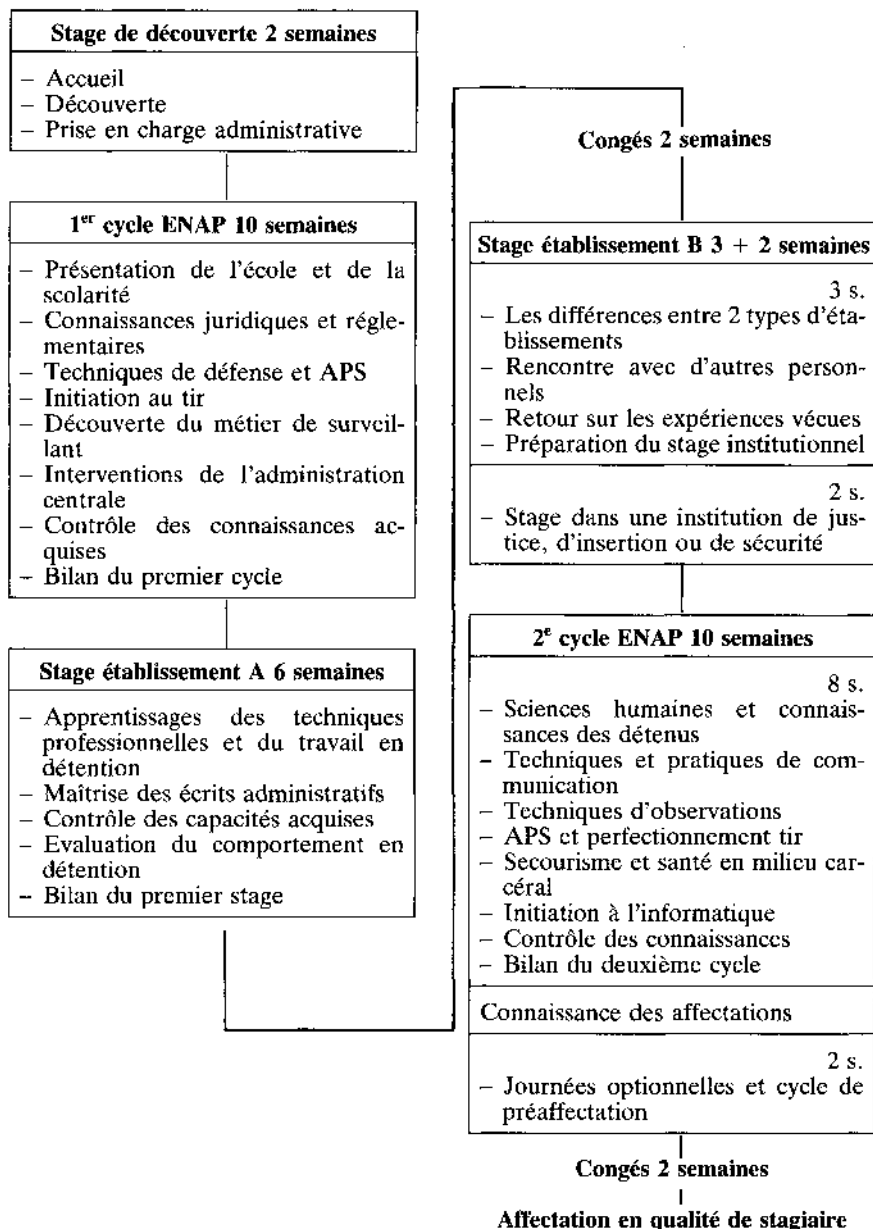 Stage de découverte 2 semaines
– Accueil
– Découverte
– Prise en charge administrative
1er cycle ENAP 10 semaines
– Présentation de l'école et de la
scolarité
– Connaissances juridiques et régle-
mentaires
– Techniques de défense et APS
– Initiation au tir
– Découverte du métier de surveil-
lant
– Interventions de l'administration
centrale
– Contrôle des connaissances ac-
quises
– Bilan du premier cycle
Stage établissement A 6 semaines
– Apprentissages des techniques
professionnelles et du travail en
détention
– Maîtrise des écrits administratifs
– Contrôle des capacités acquises
– Evaluation du comportement en
détention
– Bilan du premier stage
Congés 2 semaines
Stage établissement B 3 + 2 semaines
3 s.
– Les différences entre 2 types d'éta-
blissements
– Rencontre avec d'autres person-
nels
– Retour sur les expériences vécues
– Préparation du stage institutionnel
2 s.
– Stage dans une institution de jus-
tice, d'insertion ou de sécurité
2e cycle ENAP 10 semaines
8 s.
– Sciences humaines et connais-
sances des détenus
– Techniques et pratiques de com-
munication
– Techniques d'observations
– APS et perfectionnement tir
– Secourisme et santé en milieu car-
céral
– Initiation à l'informatique
– Contrôle des connaissances
– Bilan du deuxième cycle
Connaissance des affectations
2 s.
– Journées optionnelles et cycle de
préaffectation
Congés 2 semaines
Affectation en qualité de stagiaire